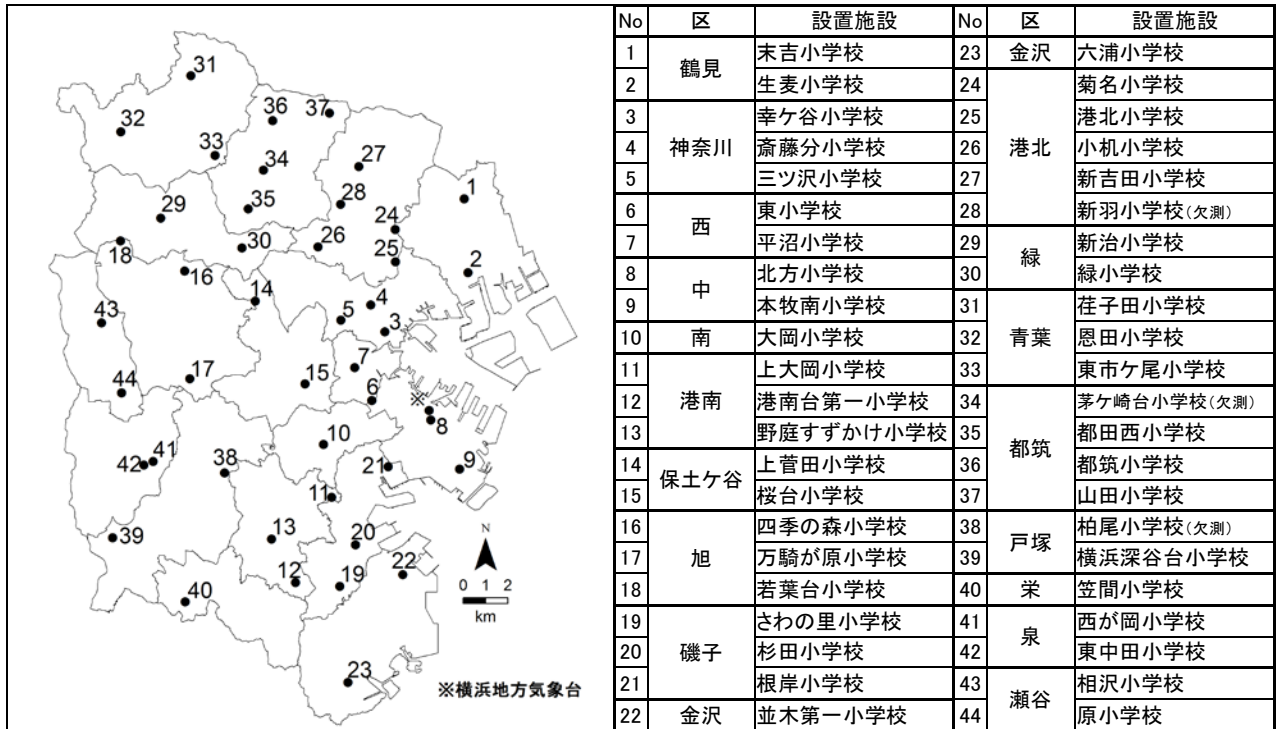 31
36
37
32
33
34
27
1
35
28
29
24
26
30
25
18
2
16
14
4
5
43
3
7
17
15
44
6
※
8
10
41
42
38
21
9
11
13
20
39
N
22
12
19
0 1 2
km
40
23
※横浜地方気象台
No 区 設置施設 No 区 設置施設
1 鶴見 末吉小学校 23 金沢 六浦小学校
2 生麦小学校 24 港北 菊名小学校
3 神奈川 幸ケ谷小学校 25 港北小学校
4 斎藤分小学校 26 小机小学校
5 三ツ沢小学校 27 新吉田小学校
6 西 東小学校 28 新羽小学校(欠測)
7 平沼小学校 29 緑 新治小学校
8 中 北方小学校 30 緑小学校
9 本牧南小学校 31 青葉 荏子田小学校
10 南 大岡小学校 32 恩田小学校
11 港南 上大岡小学校 33 東市ケ尾小学校
12 港南台第一小学校 34 都筑 茅ケ崎台小学校(欠測)
13 野庭すずかけ小学校 35 都田西小学校
14 保土ケ谷 上菅田小学校 36 都筑小学校
15 桜台小学校 37 山田小学校
16 旭 四季の森小学校 38 戸塚 柏尾小学校(欠測)
17 万騎が原小学校 39 横浜深谷台小学校
18 若葉台小学校 40 栄 笠間小学校
19 磯子 さわの里小学校 41 泉 西が岡小学校
20 杉田小学校 42 東中田小学校
21 根岸小学校 43 瀬谷 相沢小学校
22 金沢 並木第一小学校 44 原小学校